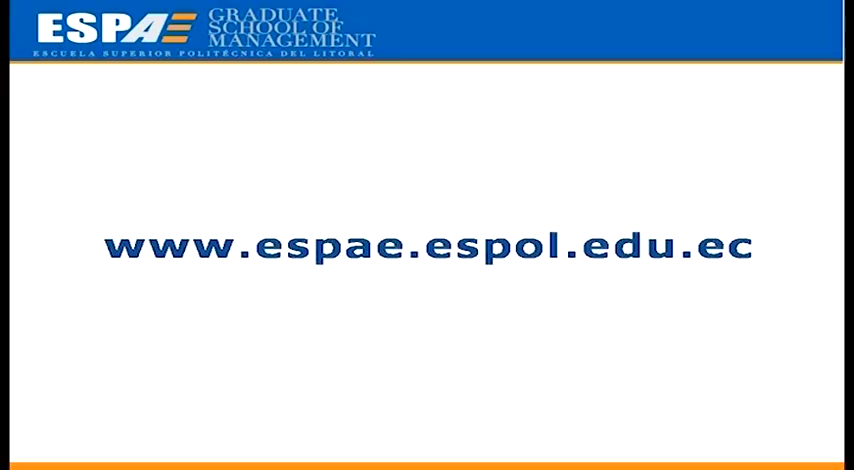 ESPAE
GRADUATE
SCHOOL OF
MANAGEMENT
ESCUELA SUPERIOR POLITÉCNICA DEL LITORAL
www.espae.espol.edu.ec